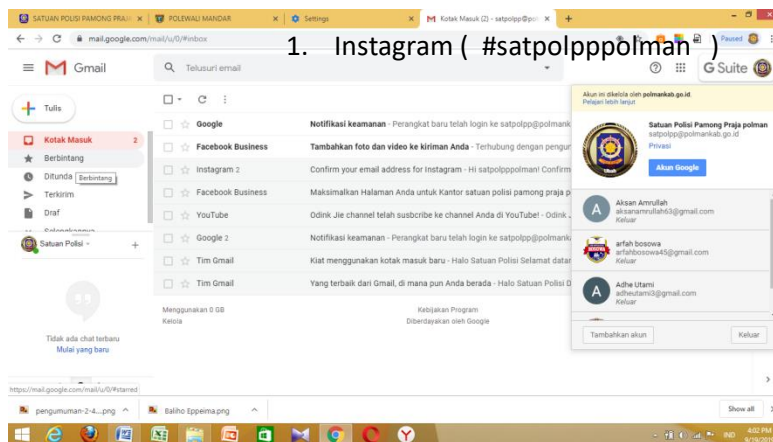 SATUAN POLISI PAMONG PRAJA
POLEWALI MANDAR
Settings
Kotak Masuk (2) - satpolpp@pol
mail.google.com/mail/u/0/#inbox
Paused
1. Instagram ( #satpolpppolman )
Gmail
Telusuri email
G Suite
Tulis
Kotak Masuk 2
Berbintang
Ditunda
Berbintang
Terkirim
Draf
Satuan Polisi
Tidak ada chat terbaru
Mulai yang baru
Google Notifikasi keamanan - Perangkat baru telah login ke satpolpp@polmank
Facebook Business Tambahkan foto dan video ke kiriman Anda - Terhubung dengan pengun
Instagram 2 Confirm your email address for Instagram - Hi satpolpppolman! Confirm
Facebook Business Maksimalkan Halaman Anda untuk Kantor satuan polisi pamong praja p
YouTube Odink Jie channel telah susbcribe ke channel Anda di YouTube! - Odink J
Google 2 Notifikasi keamanan - Perangkat baru telah login ke satpolpp@polmank
Tim Gmail Kiat menggunakan kotak masuk baru - Halo Satuan Polisi Selamat datan
Tim Gmail Yang terbaik dari Gmail, di mana pun Anda berada - Halo Satuan Polisi D
Menggunakan 0 GB
Kelola
Kebijakan Program
Diberdayakan oleh Google
Akun ini dikelola oleh polmankab.go.id.
Pelajari lebih lanjut
Satuan Polisi Pamong Praja polman
satpolpp@polmankab.go.id
Privasi
Akun Google
A
Aksan Amrullah
aksanamrullah63@gmail.com
Keluar
arfah bosowa
arfahbosowa45@gmail.com
Keluar
A
Adhe Utami
adheutami3@gmail.com
Keluar
Tambahkan akun
Keluar
https://mail.google.com/mail/u/0/#starred
pengumuman-2-4....png
Baliho Eppeima.png
Show all
IND
4:02 PM